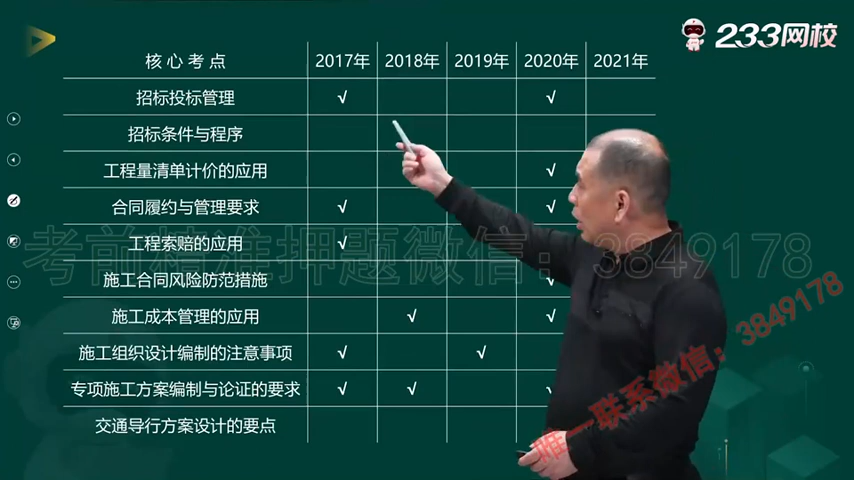 233网校
核心考点 2017年 2018年 2019年 2020年 2021年
招标投标管理 √ √
招标条件与程序
工程量清单计价的应用 √
合同履约与管理要求 √ √
工程索赔的应用 √
施工合同风险防范措施 √
施工成本管理的应用 √ √
施工组织设计编制的注意事项 √ √
专项施工方案编制与论证的要求 √ √ √
交通导行方案设计的要点
考前精准押题微信：3849178
唯一联系微信：3849178